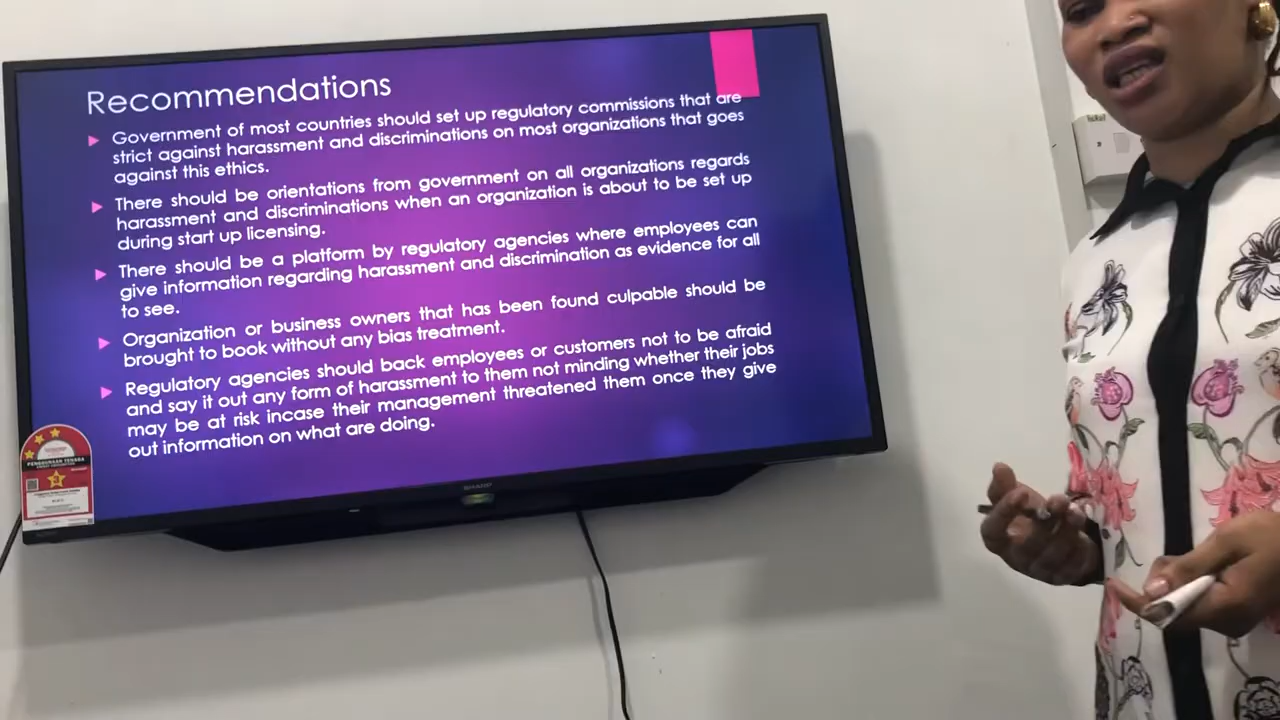 Recommendations
Government of most countries should set up regulatory commissions that are
strict against harassment and discriminations on most organizations that goes
against this ethics.
There should be orientations from government on all organizations regards
harassment and discriminations when an organization is about to be set up
during start up licensing.
There should be a platform by regulatory agencies where employees can
give information regarding harassment and discrimination as evidence for all
to see.
Organization or business owners that has been found culpable should be
brought to book without any bias treatment.
Regulatory agencies should back employees or customers not to be afraid
and say it out any form of harassment to them not minding whether their jobs
may be at risk incase their management threatened them once they give
out information on what are doing.
PENGGUNAAN TENAGA
SHARP